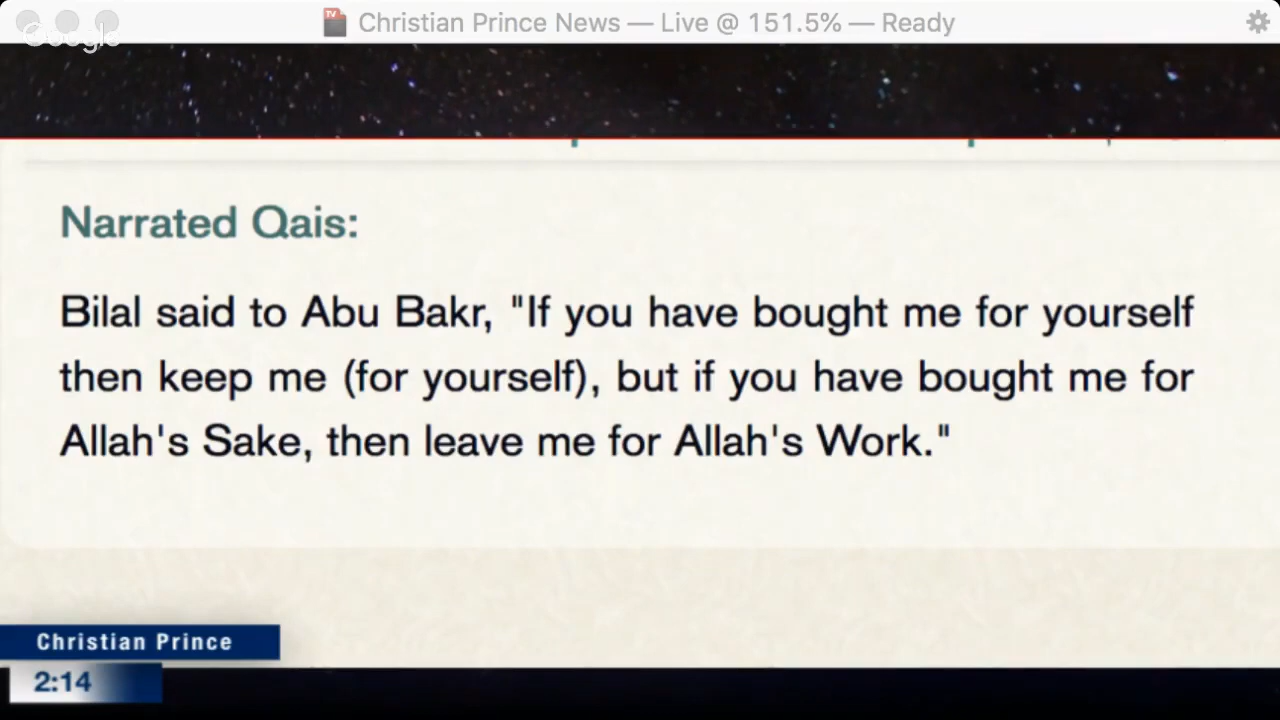 Christian Prince News — Live @ 151.5% — Ready
Google
Narrated Qais:
Bilal said to Abu Bakr, "If you have bought me for yourself
then keep me (for yourself), but if you have bought me for
Allah's Sake, then leave me for Allah's Work."
Christian Prince
2:14